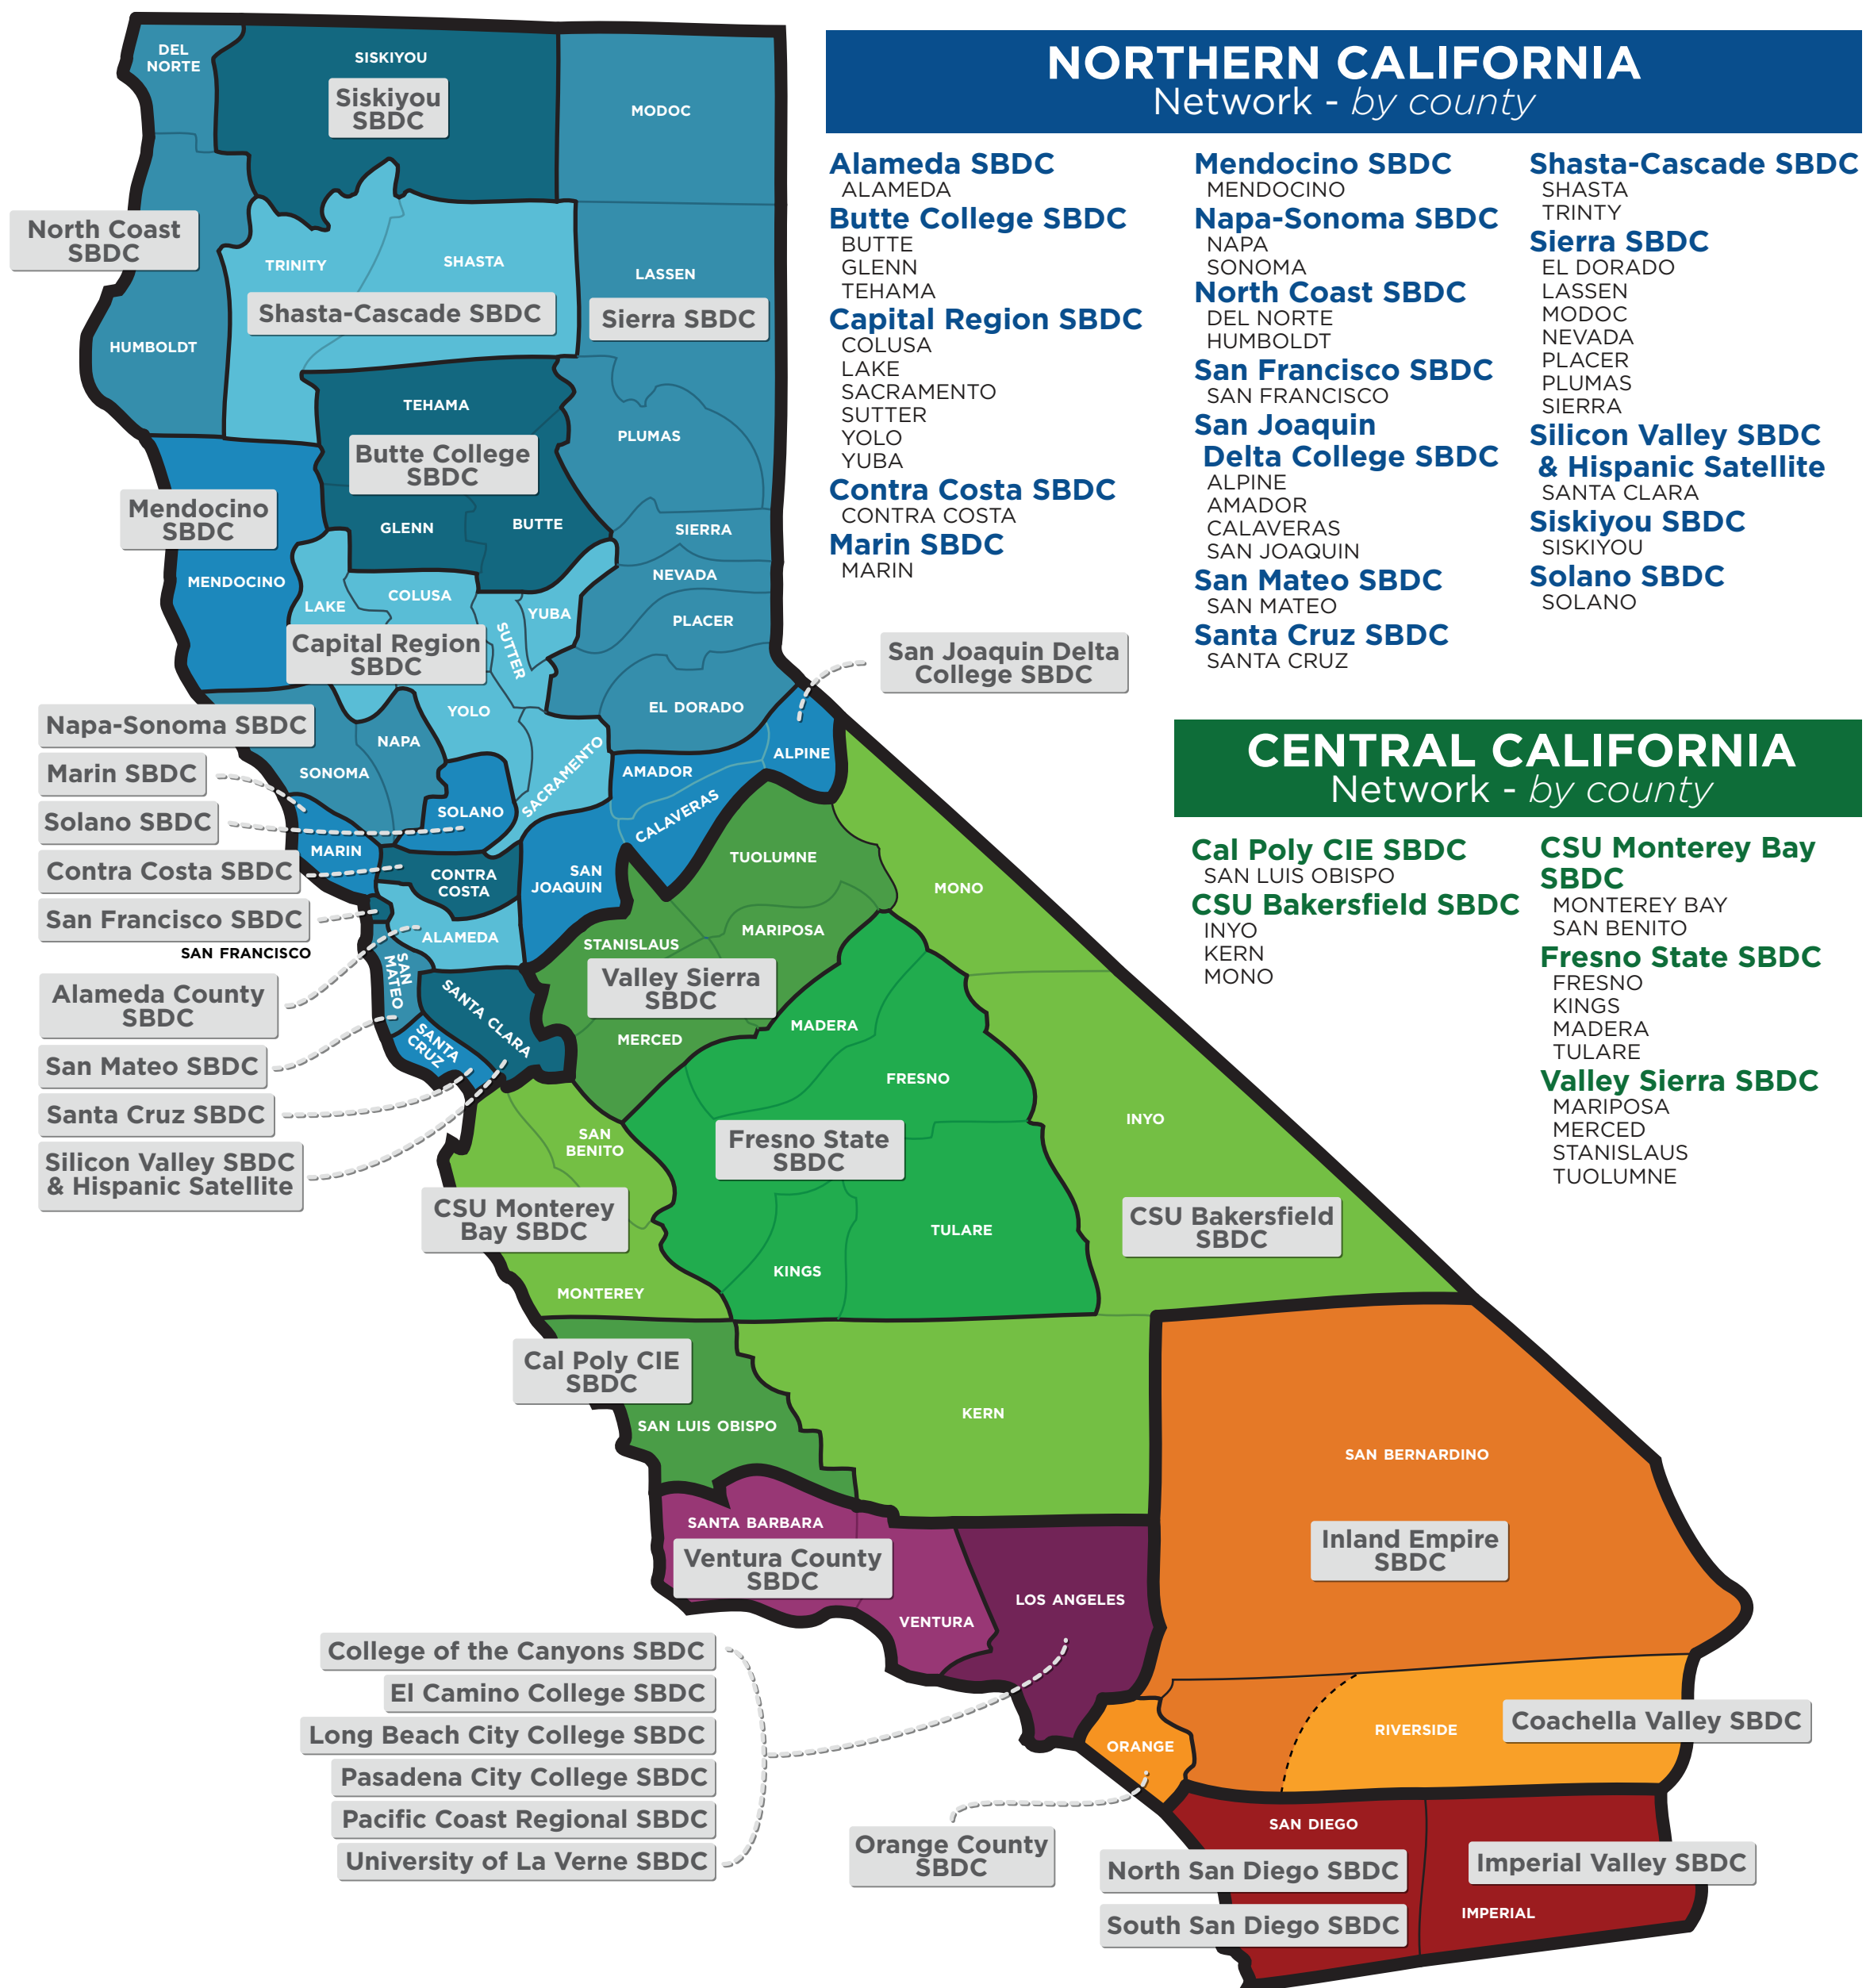 NORTHERN CALIFORNIA
Network - by county
Alameda SBDC
ALAMEDA
Butte College SBDC
BUTTE
GLENN
TEHAMA
Capital Region SBDC
COLUSA
LAKE
SACRAMENTO
SUTTER
YOLO
YUBA
Contra Costa SBDC
CONTRA COSTA
Marin SBDC
MARIN
Mendocino SBDC
MENDOCINO
Napa-Sonoma SBDC
NAPA
SONOMA
North Coast SBDC
DEL NORTE
HUMBOLDT
San Francisco SBDC
SAN FRANCISCO
San Joaquin
Delta College SBDC
ALPINE
AMADOR
CALAVERAS
SAN JOAQUIN
San Mateo SBDC
SAN MATEO
Santa Cruz SBDC
SANTA CRUZ
Shasta-Cascade SBDC
SHASTA
TRINTY
Sierra SBDC
EL DORADO
LASSEN
MODOC
NEVADA
PLACER
PLUMAS
SIERRA
Silicon Valley SBDC
& Hispanic Satellite
SANTA CLARA
Siskiyou SBDC
SISKIYOU
Solano SBDC
SOLANO
CENTRAL CALIFORNIA
Network - by county
Cal Poly CIE SBDC
SAN LUIS OBISPO
CSU Bakersfield SBDC
INYO
KERN
MONO
CSU Monterey Bay
SBDC
MONTEREY BAY
SAN BENITO
Fresno State SBDC
FRESNO
KINGS
MADERA
TULARE
Valley Sierra SBDC
MARIPOSA
MERCED
STANISLAUS
TUOLUMNE
DEL
NORTE
SISKIYOU
Siskiyou
SBDC
MODOC
North Coast
SBDC
TRINITY
SHASTA
LASSEN
Shasta-Cascade SBDC
Sierra SBDC
HUMBOLDT
TEHAMA
PLUMAS
Butte College
SBDC
Mendocino
SBDC
GLENN
BUTTE
SIERRA
MENDOCINO
NEVADA
LAKE
COLUSA
YUBA
SUTTER
PLACER
Capital Region
SBDC
San Joaquin Delta
College SBDC
EL DORADO
YOLO
Napa-Sonoma SBDC
NAPA
SONOMA
SACRAMENTO
AMADOR
ALPINE
Marin SBDC
SOLANO
CALAVERAS
Solano SBDC
MARIN
TUOLUMNE
Contra Costa SBDC
CONTRA
COSTA
SAN
JOAQUIN
MONO
San Francisco SBDC
SAN FRANCISCO
ALAMEDA
STANISLAUS
MARIPOSA
Alameda County
SBDC
SAN
MATEO
SANTA CLARA
Valley Sierra
SBDC
MADERA
MERCED
San Mateo SBDC
SANTA
CRUZ
FRESNO
Santa Cruz SBDC
INYO
SAN
BENITO
Fresno State
SBDC
Silicon Valley SBDC
& Hispanic Satellite
CSU Monterey
Bay SBDC
CSU Bakersfield
SBDC
TULARE
KINGS
MONTEREY
Cal Poly CIE
SBDC
SAN LUIS OBISPO
KERN
SAN BERNARDINO
SANTA BARBARA
Ventura County
SBDC
Inland Empire
SBDC
LOS ANGELES
VENTURA
College of the Canyons SBDC
El Camino College SBDC
Long Beach City College SBDC
Pasadena City College SBDC
Pacific Coast Regional SBDC
University of La Verne SBDC
ORANGE
RIVERSIDE
Coachella Valley SBDC
Orange County
SBDC
SAN DIEGO
North San Diego SBDC
South San Diego SBDC
Imperial Valley SBDC
IMPERIAL